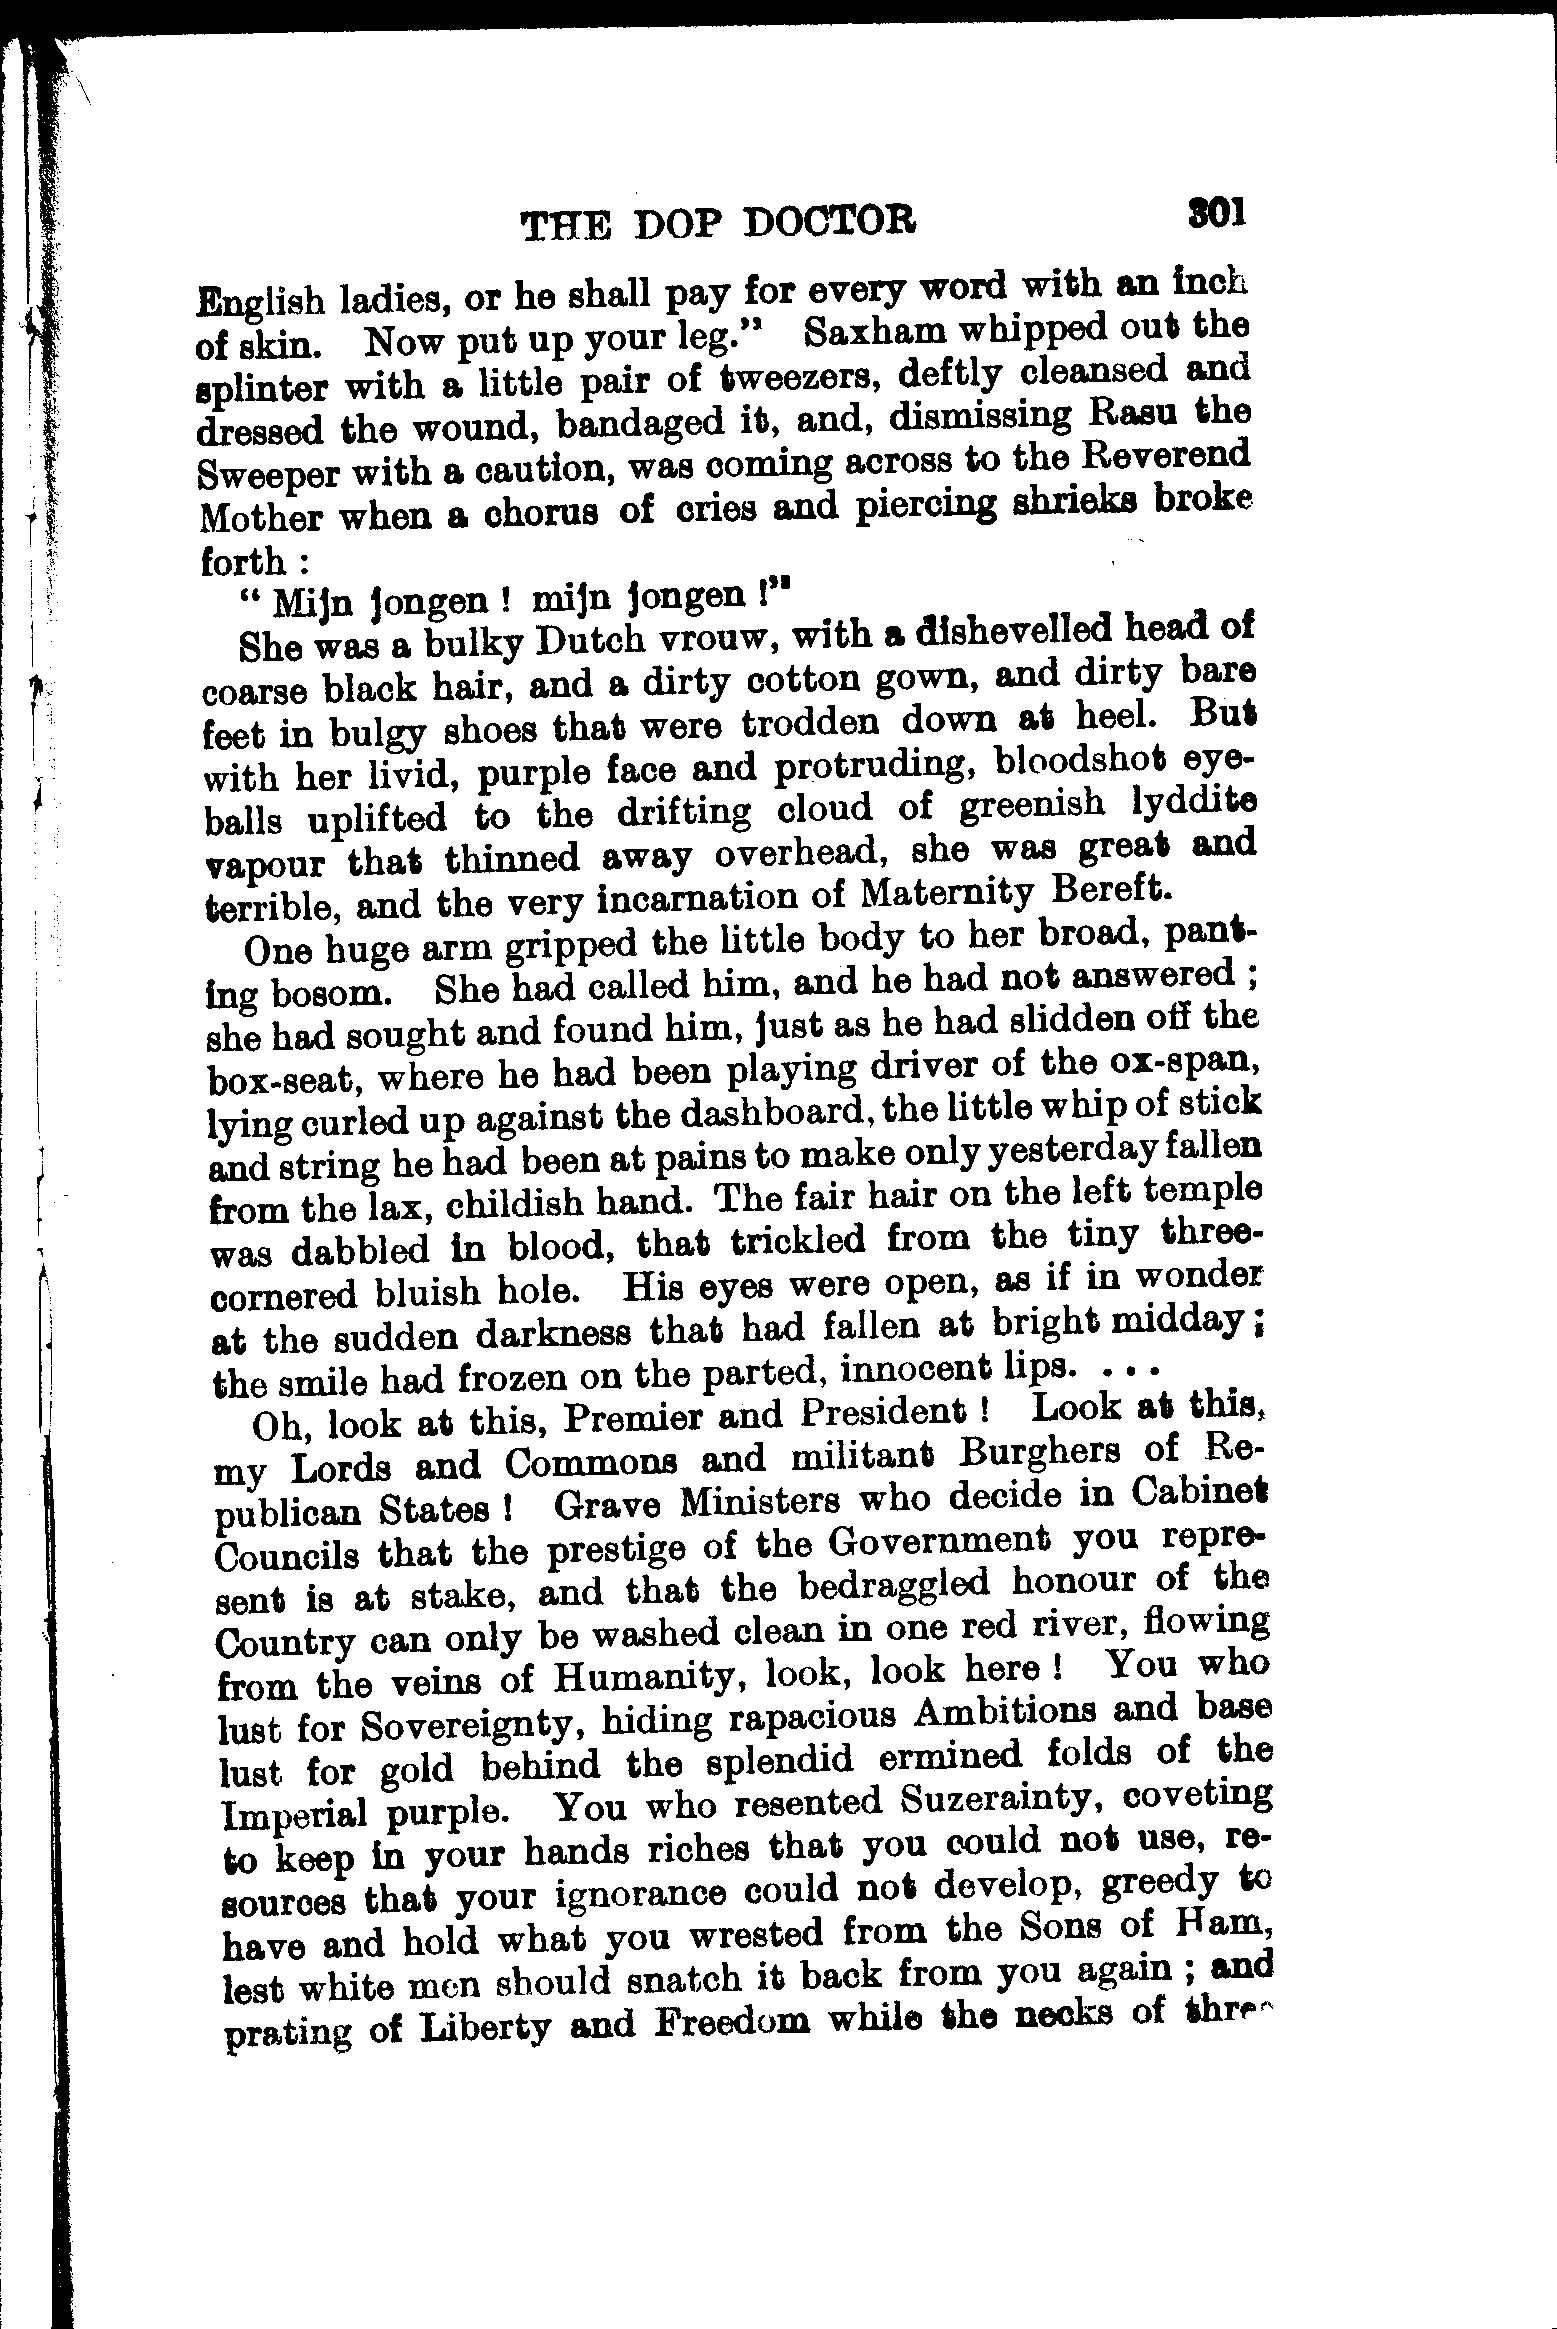 THE DOP DOCTOR 301
English ladies, or he shall pay for every word with an inch
of skin. Now put up your leg.” Saxham whipped out the
splinter with a little pair of tweezers, deftly cleansed and
dressed the wound, bandaged it, and, dismissing Rasu the
Sweeper with a caution, was coming across to the Reverend
Mother when a chorus of cries and piercing shrieks broke
forth :
“ Mijn jongen ! mijn jongen !”
She was a bulky Dutch vrouw, with a dishevelled head of
coarse black hair, and a dirty cotton gown, and dirty bare
feet in bulgy shoes that were trodden down at heel. But
with her livid, purple face and protruding, bloodshot eye-
balls uplifted to the drifting cloud of greenish lyddite
vapour that thinned away overhead, she was great and
terrible, and the very incarnation of Maternity Bereft.
One huge arm gripped the little body to her broad, pant-
ing bosom. She had called him, and he had not answered ;
she had sought and found him, just as he had slidden off the
box-seat, where he had been playing driver of the ox-span,
lying curled up against the dashboard, the little whip of stick
and string he had been at pains to make only yesterday fallen
from the lax, childish hand. The fair hair on the left temple
was dabbled in blood, that trickled from the tiny three-
cornered bluish hole. His eyes were open, as if in wonder
at the sudden darkness that had fallen at bright midday ;
the smile had frozen on the parted, innocent lips. . . .
Oh, look at this, Premier and President ! Look at this,
my Lords and Commons and militant Burghers of Re-
publican States ! Grave Ministers who decide in Cabinet
Councils that the prestige of the Government you repre-
sent is at stake, and that the bedraggled honour of the
Country can only be washed clean in one red river, flowing
from the veins of Humanity, look, look here ! You who
lust for Sovereignty, hiding rapacious Ambitions and base
lust for gold behind the splendid ermined folds of the
Imperial purple. You who resented Suzerainty, coveting
to keep in your hands riches that you could not use, re-
sources that your ignorance could not develop, greedy to
have and hold what you wrested from the Sons of Ham,
lest white men should snatch it back from you again ; and
prating of Liberty and Freedom while the necks of three